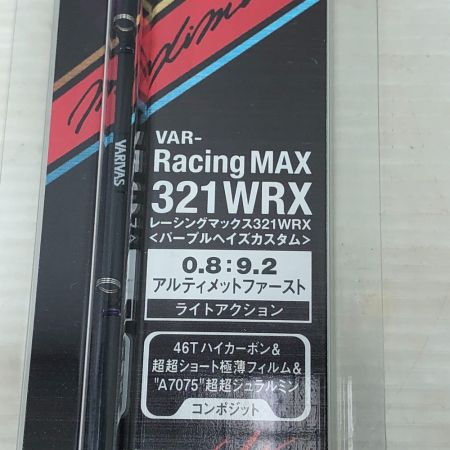 VARIVAS
VAR-
Racing MAX
321WRX
レーシングマックス321WRX
<パープルヘイズカスタム>
0.8:9.2
アルティメットファースト
ライトアクション
46Tハイカーボン&
超超ショート極薄フィルム&
"A7075"超超ジュラルミン
コンポジット